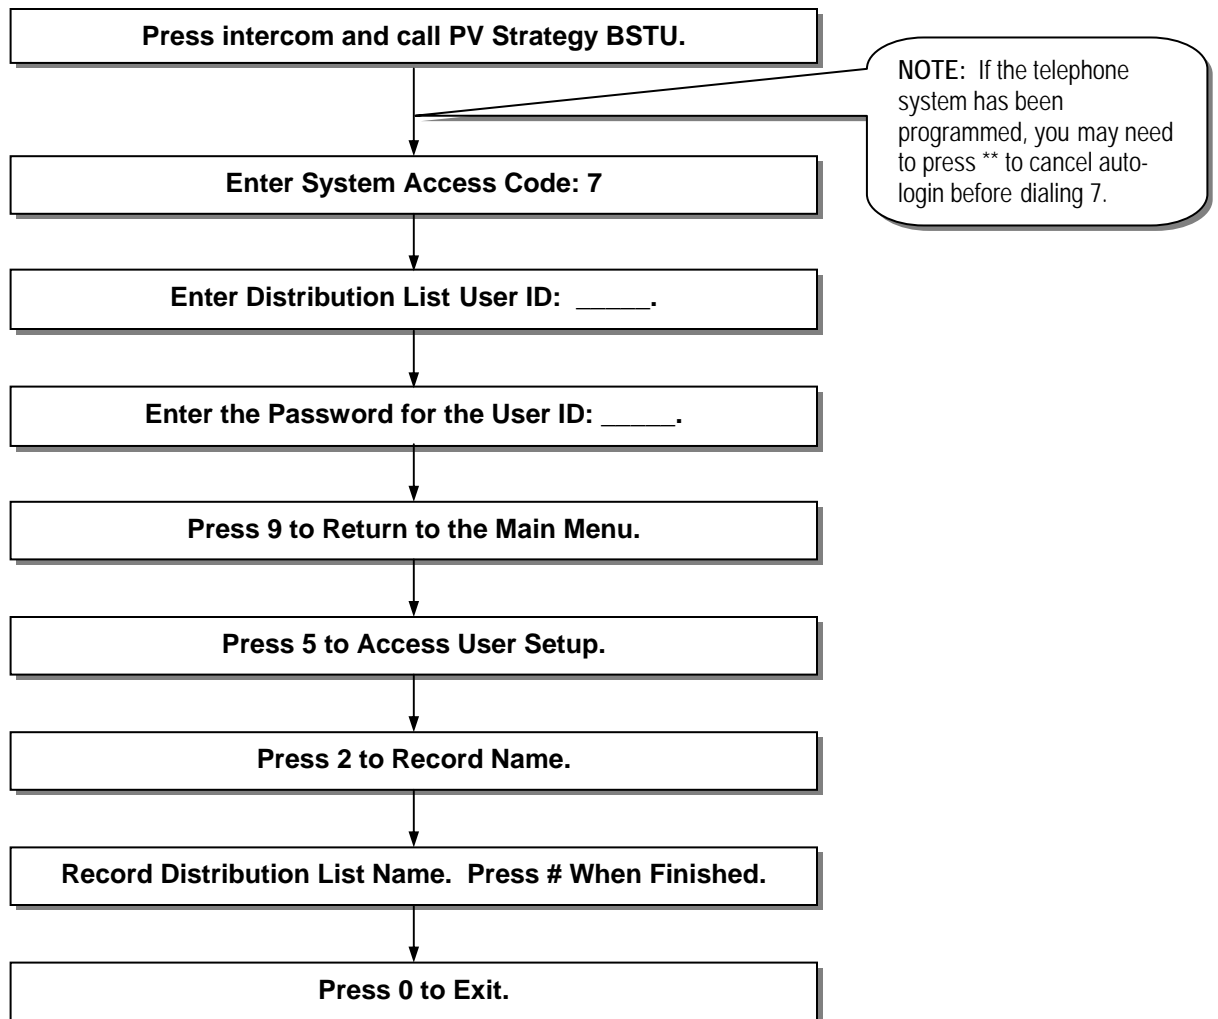 Press intercom and call PV Strategy BSTU.
NOTE: If the telephone
system has been
programmed, you may need
to press ** to cancel auto-
login before dialing 7.
Enter System Access Code: 7
Enter Distribution List User ID: _____.
Enter the Password for the User ID: _____.
Press 9 to Return to the Main Menu.
Press 5 to Access User Setup.
Press 2 to Record Name.
Record Distribution List Name. Press # When Finished.
Press 0 to Exit.